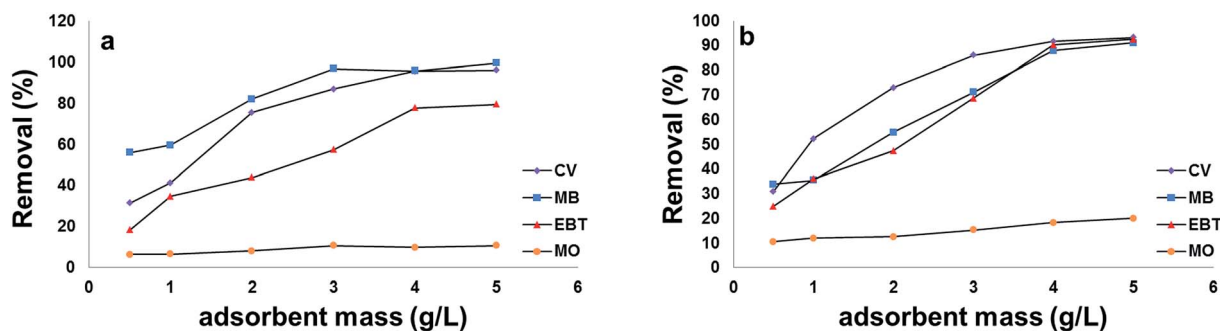 a
Removal (%)
120
100
80
60
40
20
0
0 1 2 3 4 5 6
adsorbent mass (g/L)
CV
MB
EBT
MO
b
Removal (%)
100
90
80
70
60
50
40
30
20
10
0
0 1 2 3 4 5 6
adsorbent mass (g/L)
CV
MB
EBT
MO